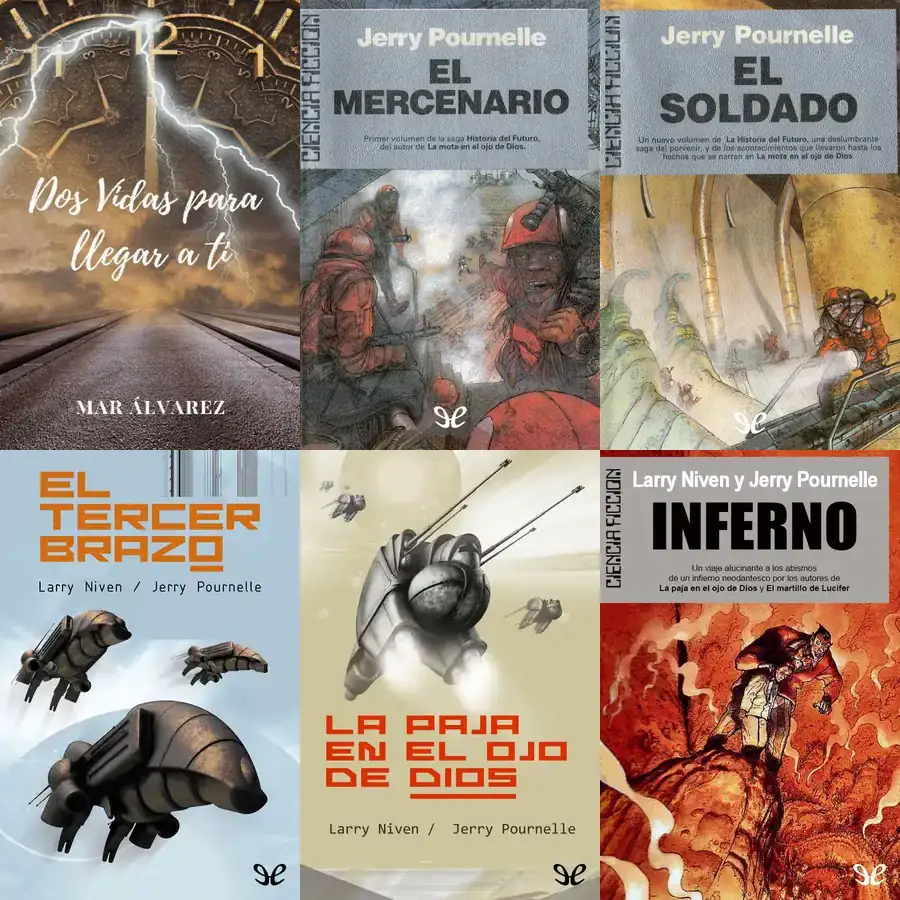 11 12 1
Dos Vidas para
llegar a ti
MAR ÁLVAREZ
CIENCIA FICCION
Jerry Pournelle
EL
MERCENARIO
Primer volumen de la saga Historia del Futuro,
del autor de La mota en el ojo de Dios.
CIENCIA FICCION
Jerry Pournelle
EL
SOLDADO
Un nuevo volumen de La Historia del Futuro, una deslumbrante
saga del porvenir, y de los acontecimientos que llevaron hasta los
hechos que se narran en La mota en el ojo de Dios.
EL
TERCER
BRAZO
Larry Niven / Jerry Pournelle
LA PAJA
EN EL OJO
DE DIOS
Larry Niven / Jerry Pournelle
CIENCIA FICCION
Larry Niven y Jerry Pournelle
INFERNO
Un viaje alucinante a los abismos
de un infierno neodantesco por los autores de
La paja en el ojo de Dios y El martillo de Lucifer